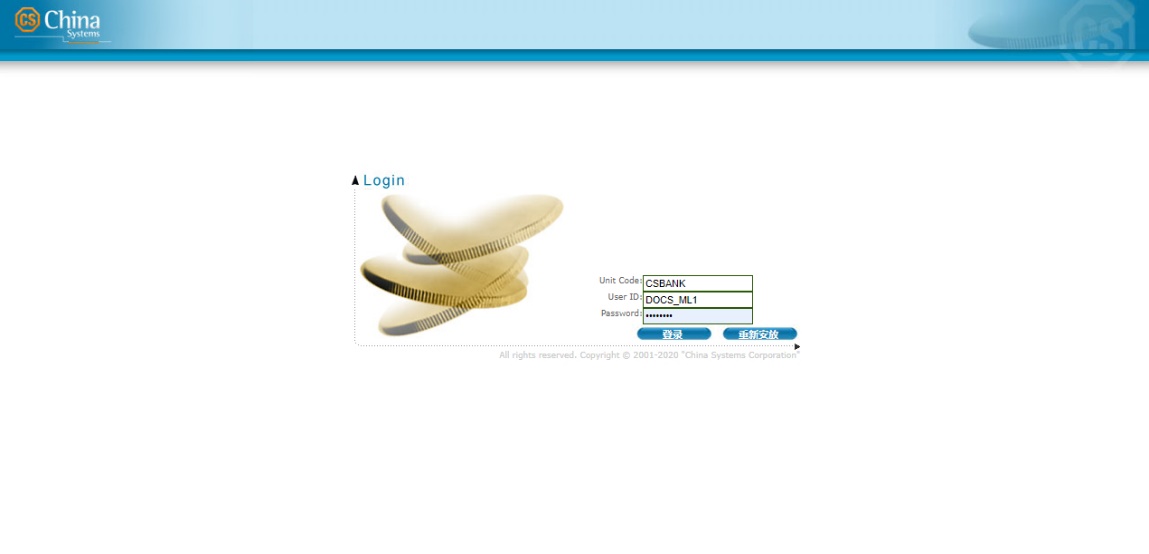 CS China
Systems
CS
Login
Unit Code: CSBANK
User ID: DOCS_ML1
Password: ••••••••
登录 重新安放
All rights reserved. Copyright © 2001-2020 "China Systems Corporation"